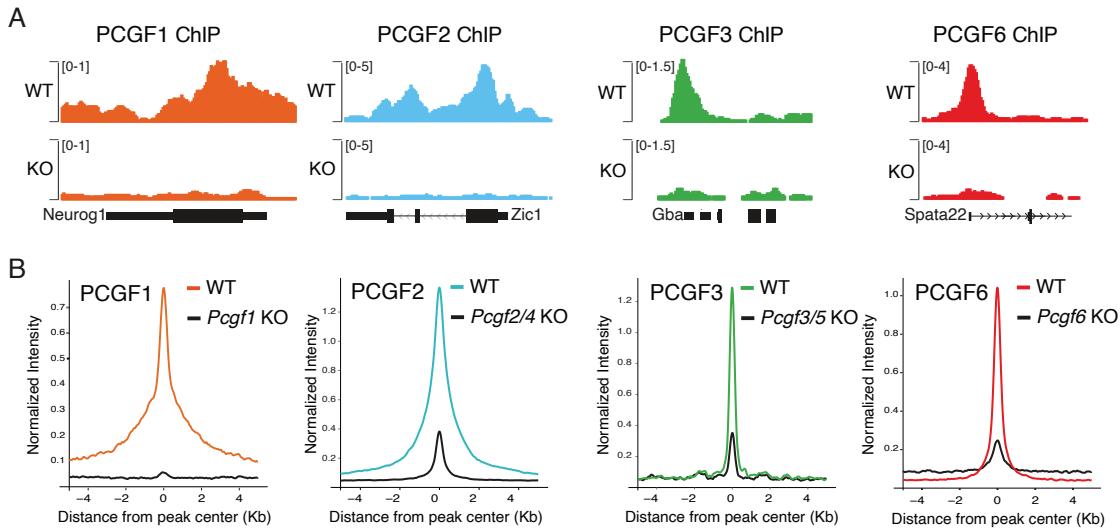 A
PCGF1 ChIP
PCGF2 ChIP
PCGF3 ChIP
PCGF6 ChIP
WT [0-1]
WT [0-5]
WT [0-1.5]
WT [0-4]
KO [0-1]
KO [0-5]
KO [0-1.5]
KO [0-4]
Neurog1
Zic1
Gba
Spata22
B
PCGF1
WT
Pcgf1 KO
Normalized Intensity
0.7
0.6
0.5
0.4
0.3
0.2
0.1
−4 −2 0 2 4
Distance from peak center (Kb)
PCGF2
WT
Pcgf2/4 KO
Normalized Intensity
1.2
1.0
0.8
0.6
0.4
0.2
−4 −2 0 2 4
Distance from peak center (Kb)
PCGF3
WT
Pcgf3/5 KO
Normalized Intensity
1.2
1.0
0.8
0.6
0.4
0.2
−4 −2 0 2 4
Distance from peak center (Kb)
PCGF6
WT
Pcgf6 KO
Normalized Intensity
1.0
0.8
0.6
0.4
0.2
0.0
−4 −2 0 2 4
Distance from peak center (Kb)